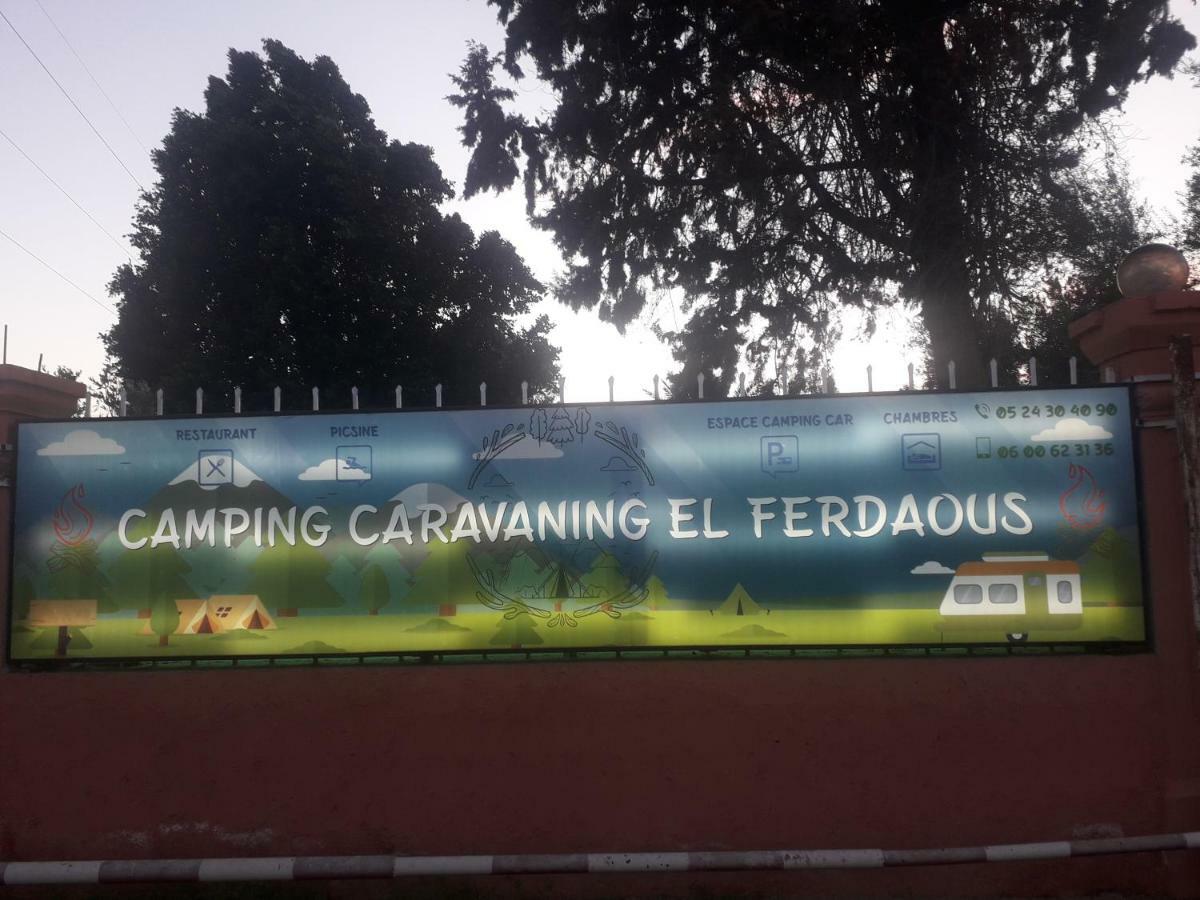 RESTAURANT
PICSINE
ESPACE CAMPING CAR
CHAMBRES
05 24 30 40 90
P
06 00 62 31 36
CAMPING CARAVANING EL FERDAOUS